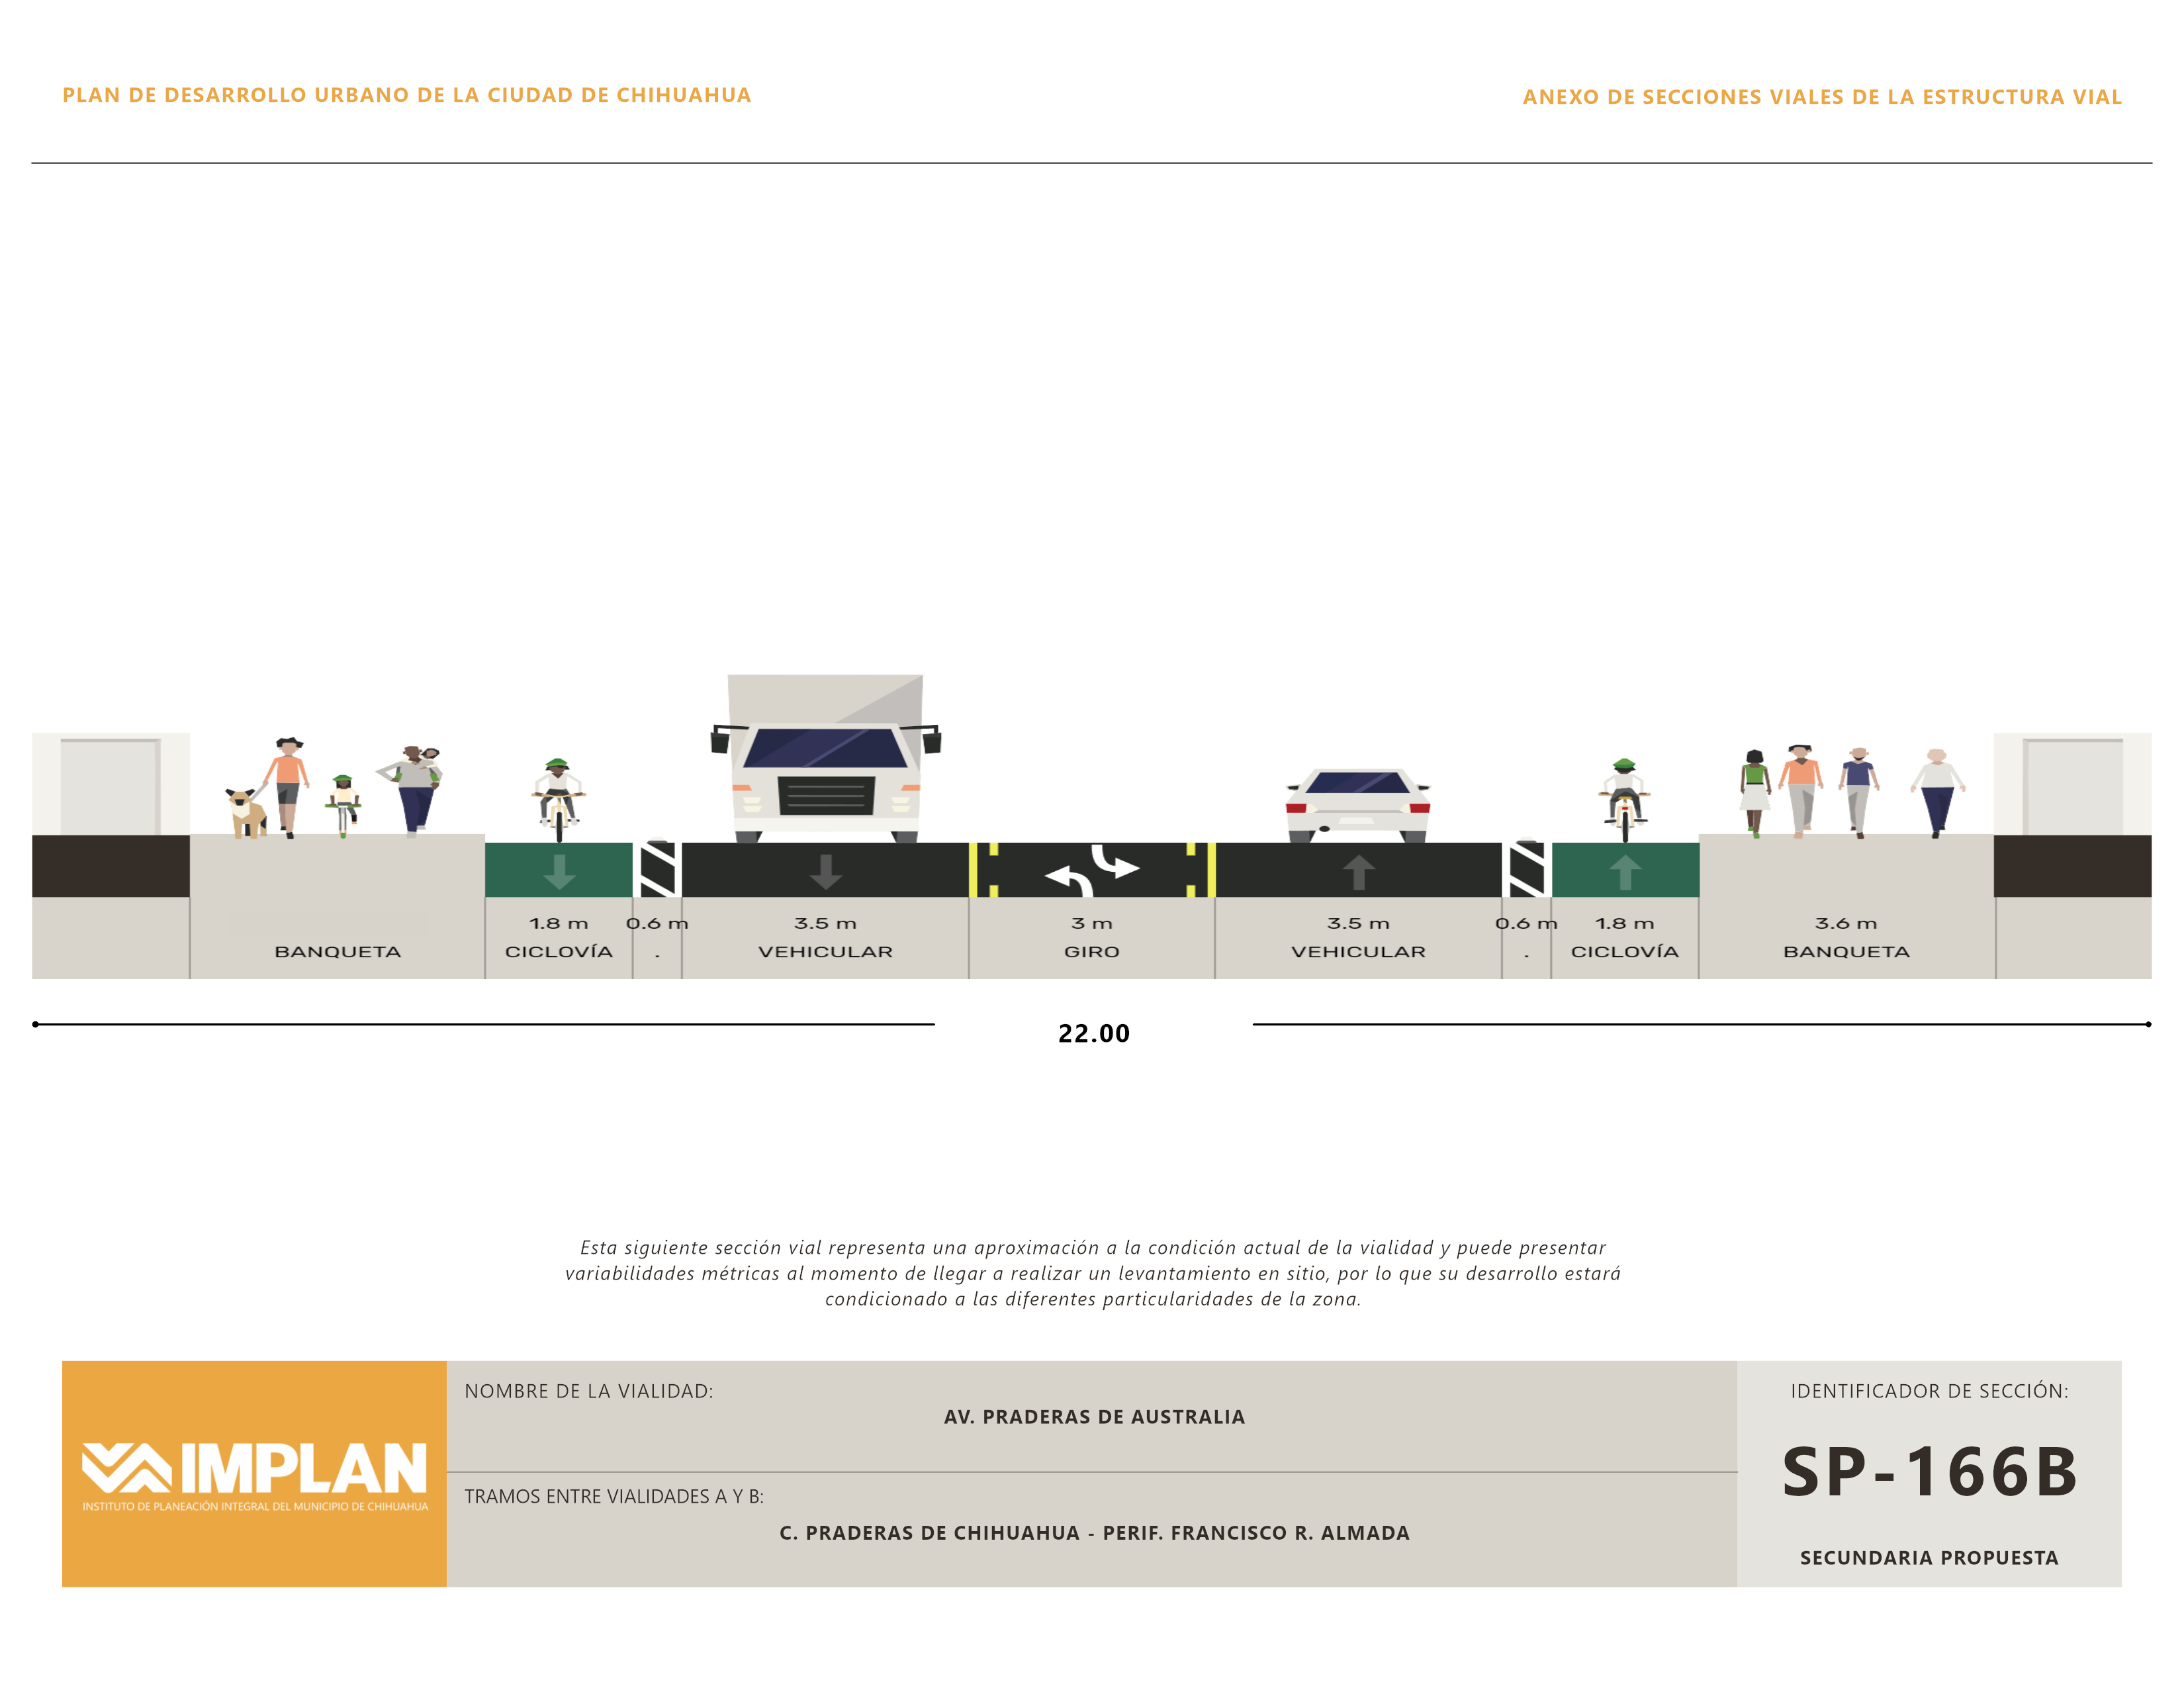 PLAN DE DESARROLLO URBANO DE LA CIUDAD DE CHIHUAHUA
ANEXO DE SECCIONES VIALES DE LA ESTRUCTURA VIAL
1.8 m 0.6 m 3.5 m 3 m 3.5 m 0.6 m 1.8 m 3.6 m
BANQUETA CICLOVÍA . VEHICULAR GIRO VEHICULAR . CICLOVÍA BANQUETA
22.00
Esta siguiente sección vial representa una aproximación a la condición actual de la vialidad y puede presentar
variabilidades métricas al momento de llegar a realizar un levantamiento en sitio, por lo que su desarrollo estará
condicionado a las diferentes particularidades de la zona.
IMPLAN
INSTITUTO DE PLANEACIÓN INTEGRAL DEL MUNICIPIO DE CHIHUAHUA
NOMBRE DE LA VIALIDAD:
AV. PRADERAS DE AUSTRALIA
TRAMOS ENTRE VIALIDADES A Y B:
C. PRADERAS DE CHIHUAHUA - PERIF. FRANCISCO R. ALMADA
IDENTIFICADOR DE SECCIÓN:
SP-166B
SECUNDARIA PROPUESTA